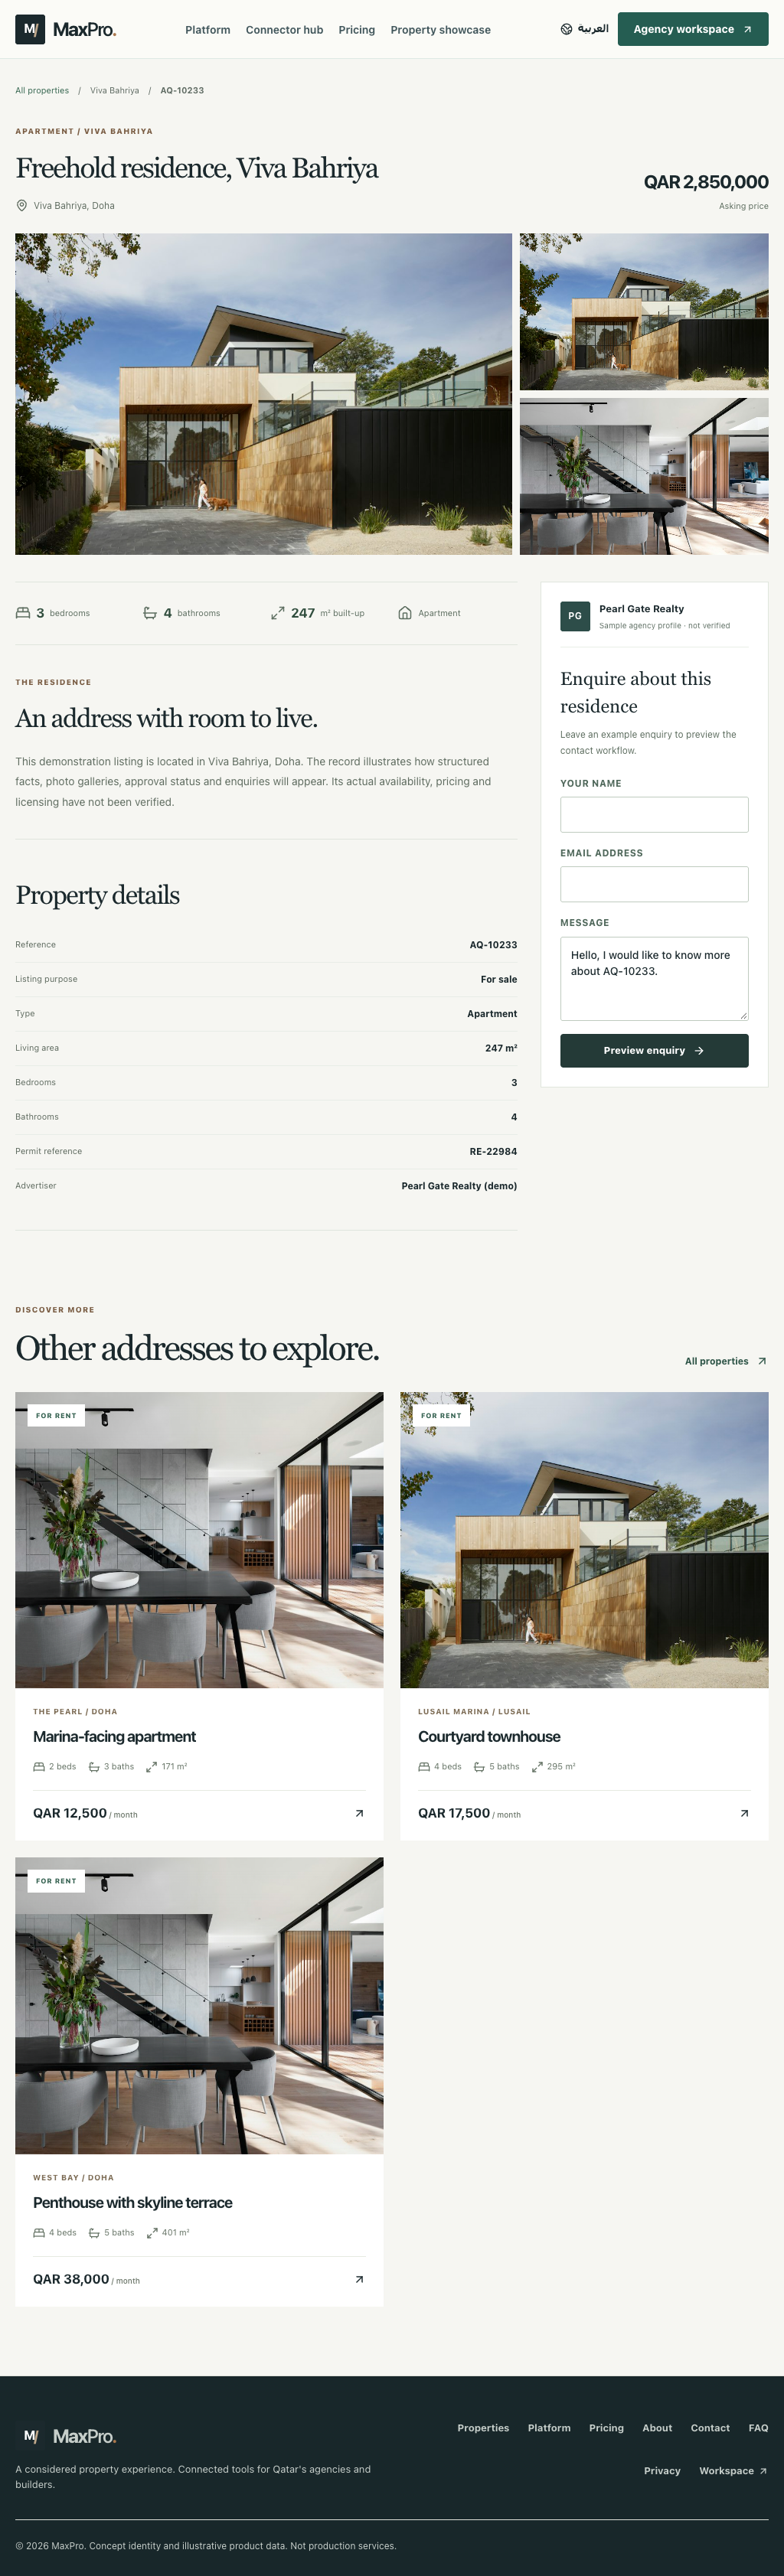 M/ MaxPro.
Platform Connector hub Pricing Property showcase
العربية
Agency workspace
All properties / Viva Bahriya / AQ-10233
APARTMENT / VIVA BAHRIYA
Freehold residence, Viva Bahriya
Viva Bahriya, Doha
QAR 2,850,000
Asking price
3 bedrooms
4 bathrooms
247 m² built-up
Apartment
THE RESIDENCE
An address with room to live.
This demonstration listing is located in Viva Bahriya, Doha. The record illustrates how structured
facts, photo galleries, approval status and enquiries will appear. Its actual availability, pricing and
licensing have not been verified.
Property details
Reference AQ-10233
Listing purpose For sale
Type Apartment
Living area 247 m²
Bedrooms 3
Bathrooms 4
Permit reference RE-22984
Advertiser Pearl Gate Realty (demo)
PG
Pearl Gate Realty
Sample agency profile · not verified
Enquire about this
residence
Leave an example enquiry to preview the
contact workflow.
YOUR NAME
EMAIL ADDRESS
MESSAGE
Hello, I would like to know more
about AQ-10233.
Preview enquiry
DISCOVER MORE
Other addresses to explore.
All properties
FOR RENT
THE PEARL / DOHA
Marina-facing apartment
2 beds 3 baths 171 m²
QAR 12,500 / month
FOR RENT
LUSAIL MARINA / LUSAIL
Courtyard townhouse
4 beds 5 baths 295 m²
QAR 17,500 / month
FOR RENT
WEST BAY / DOHA
Penthouse with skyline terrace
4 beds 5 baths 401 m²
QAR 38,000 / month
M/ MaxPro.
A considered property experience. Connected tools for Qatar's agencies and
builders.
Properties Platform Pricing About Contact FAQ
Privacy Workspace
© 2026 MaxPro. Concept identity and illustrative product data. Not production services.